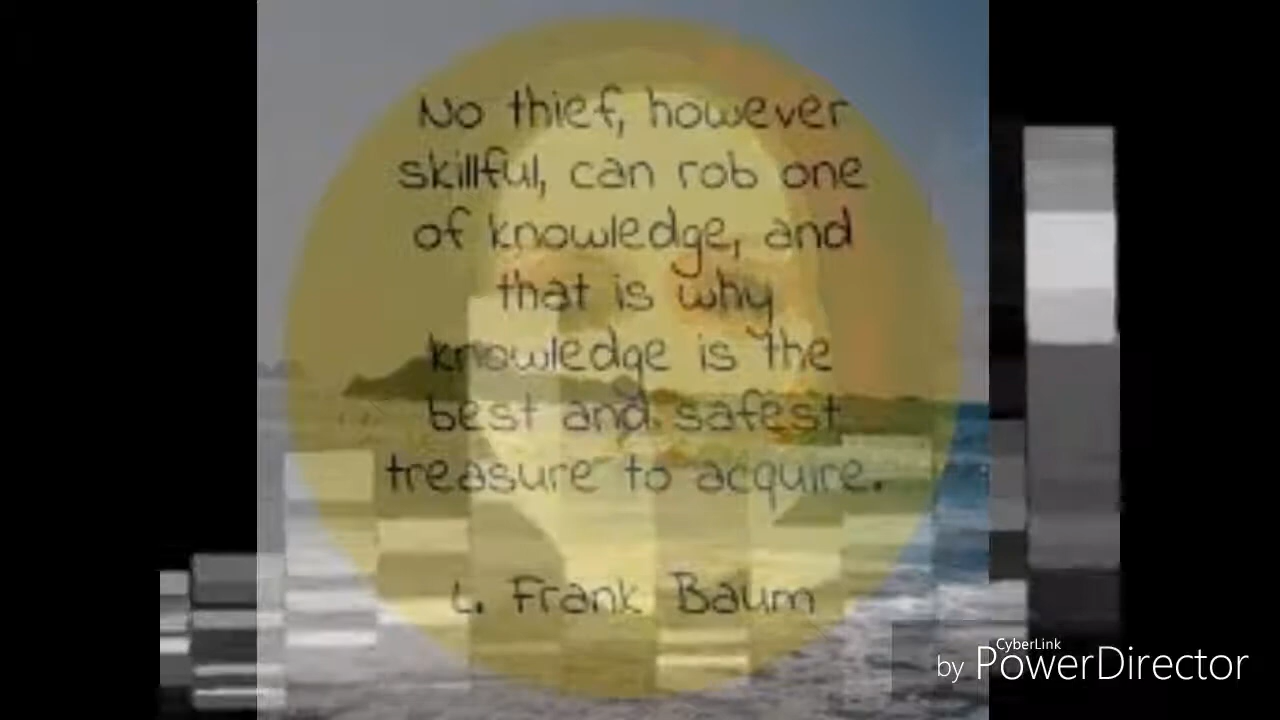 No thief, however
skillful, can rob one
of knowledge, and
that is why
knowledge is the
best and safest
treasure to acquire.
L. Frank Baum
CyberLink
by PowerDirector